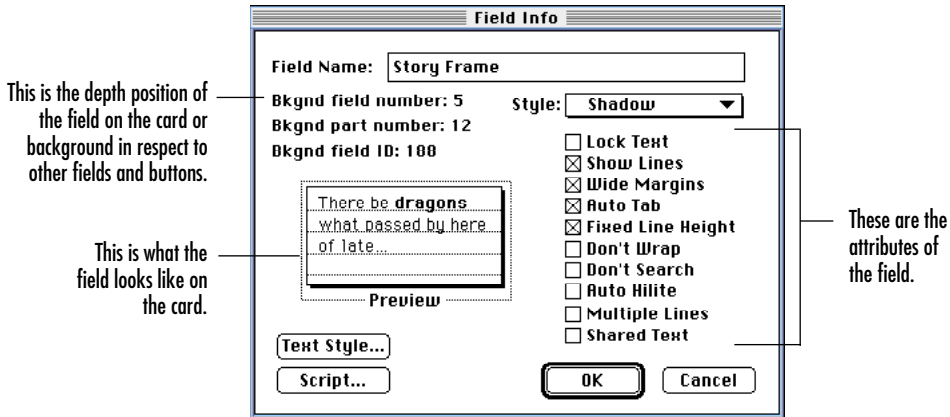 Field Info
Field Name: Story Frame
This is the depth position of
the field on the card or
background in respect to
other fields and buttons.
Bkgnd field number: 5
Bkgnd part number: 12
Bkgnd field ID: 188
Style: Shadow
Lock Text
Show Lines
Wide Margins
Auto Tab
Fixed Line Height
Don't Wrap
Don't Search
Auto Hilite
Multiple Lines
Shared Text
These are the
attributes of
the field.
There be dragons
what passed by here
of late...
Preview
This is what the
field looks like on
the card.
Text Style...
Script...
OK
Cancel